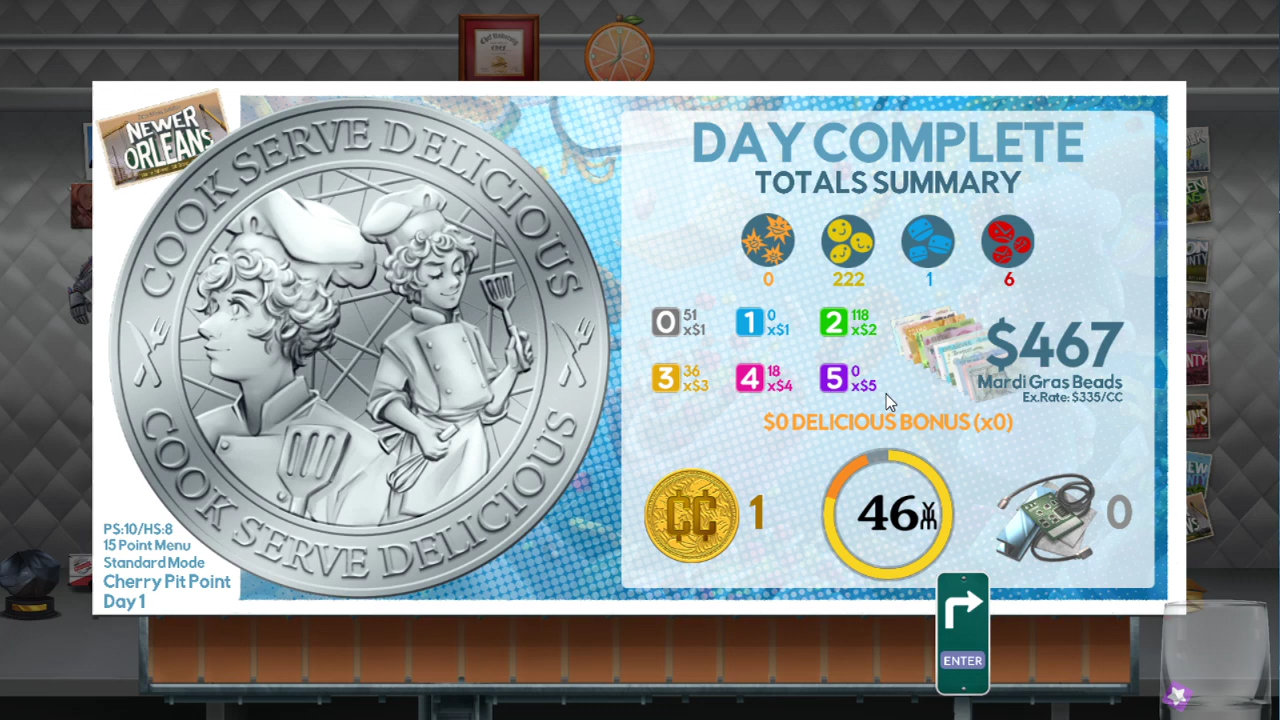 NEWER
ORLEANS
COOK SERVE DELICIOUS
COOK SERVE DELICIOUS
DAY COMPLETE
TOTALS SUMMARY
0 222 1 6
0 51 x$1 1 0 x$1 2 118 x$2
3 36 x$3 4 18 x$4 5 0 x$5
$467
Mardi Gras Beads
Ex.Rate: $335/CC
$0 DELICIOUS BONUS (x0)
CC 1 46 0
PS:10/HS:8
15 Point Menu
Standard Mode
Cherry Pit Point
Day 1
ENTER